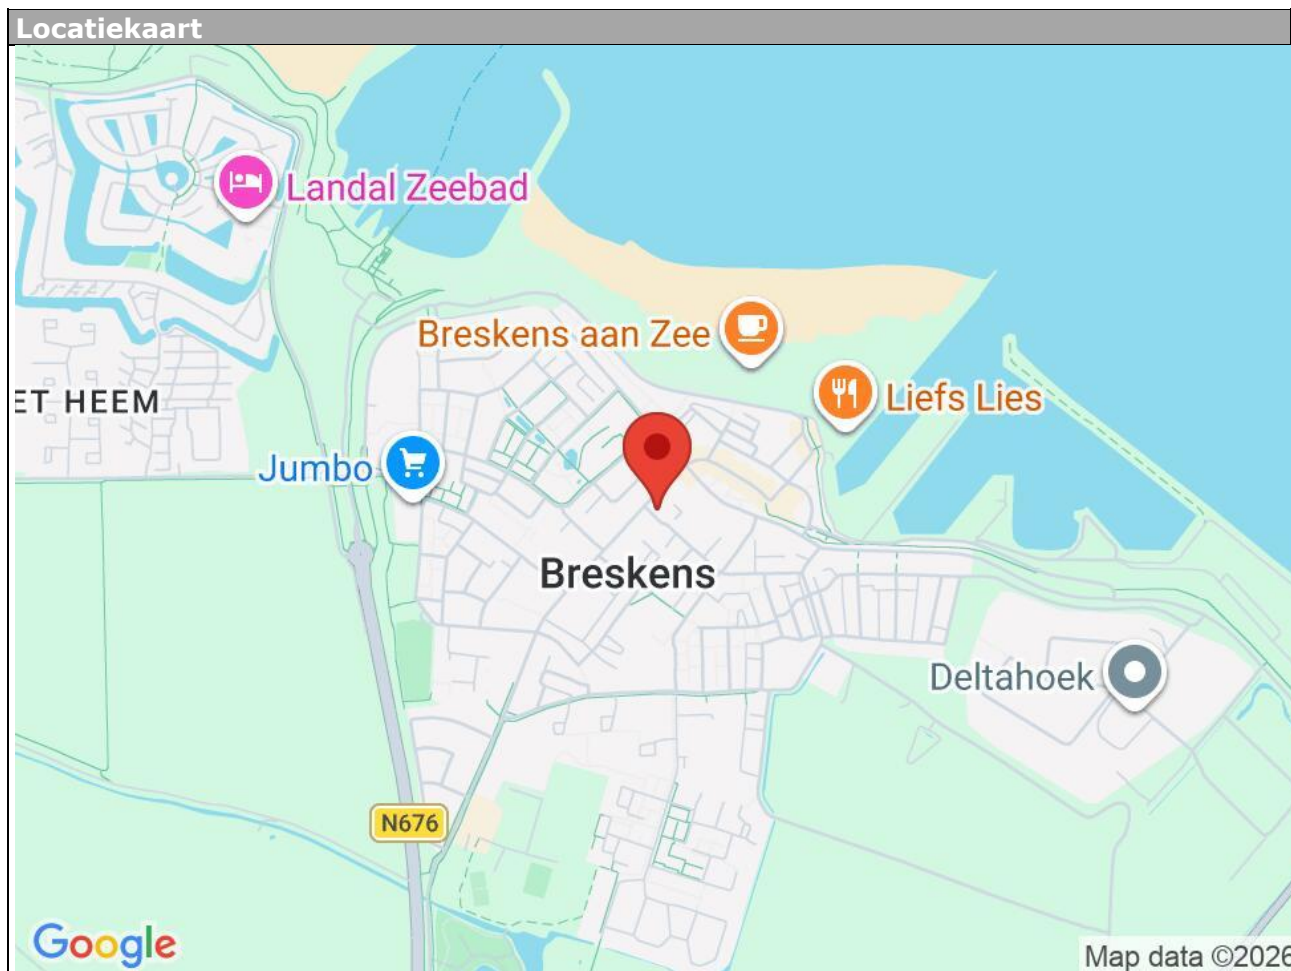 Locatiekaart
Landal Zeebad
Breskens aan Zee
ET HEEM
Liefs Lies
Jumbo
Breskens
Deltahoek
N676
Google
Map data ©2026